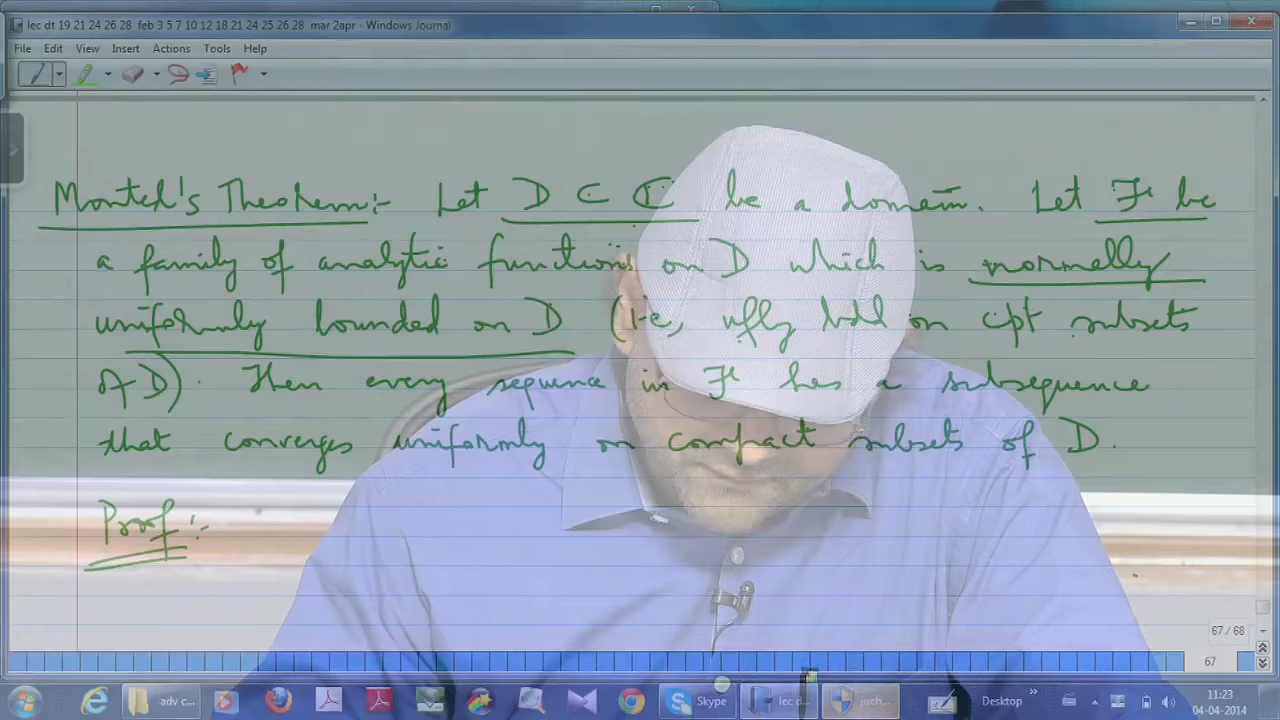 lec dt 19 21 24 26 28 feb 3 5 7 10 12 18 21 24 25 26 28 mar 2apr - Windows Journal
File Edit View Insert Actions Tools Help
Montel's Theorem:- Let D ⊂ ℂ be a domain. Let F be
a family of analytic functions on D which is normally
uniformly bounded on D (i.e, ufly bdd on cpt subsets
of D). Then every sequence in F has a subsequence
that converges uniformly on compact subsets of D.
Proof:-
67 / 68
67
adv c...
Skype
lec d...
juch...
Desktop
11:23
04-04-2014